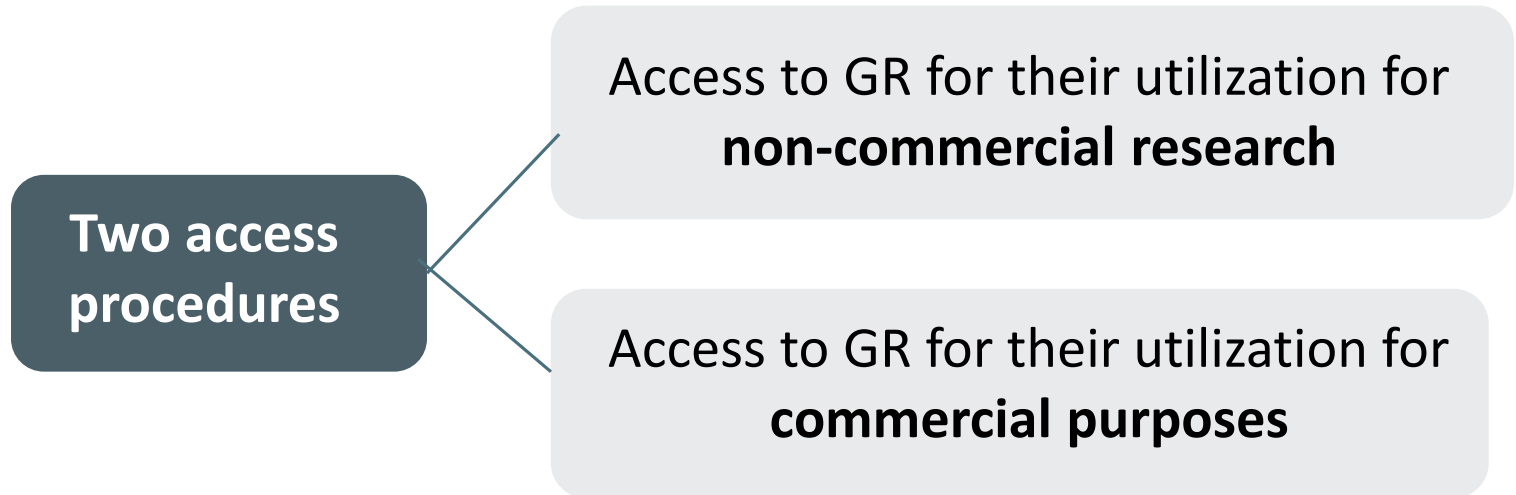 Two access
procedures
Access to GR for their utilization for
non-commercial research
Access to GR for their utilization for
commercial purposes